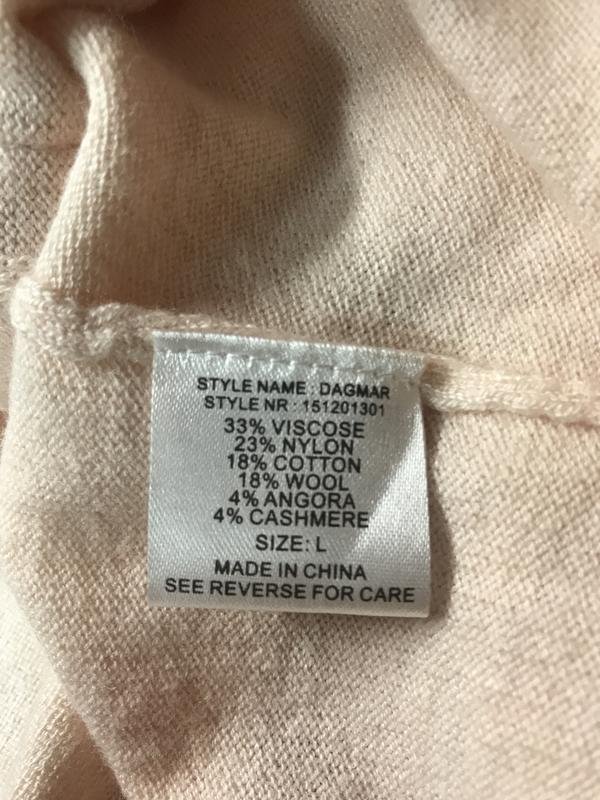 STYLE NAME : DAGMAR
STYLE NR : 151201301
33% VISCOSE
23% NYLON
18% COTTON
18% WOOL
4% ANGORA
4% CASHMERE
SIZE: L
MADE IN CHINA
SEE REVERSE FOR CARE